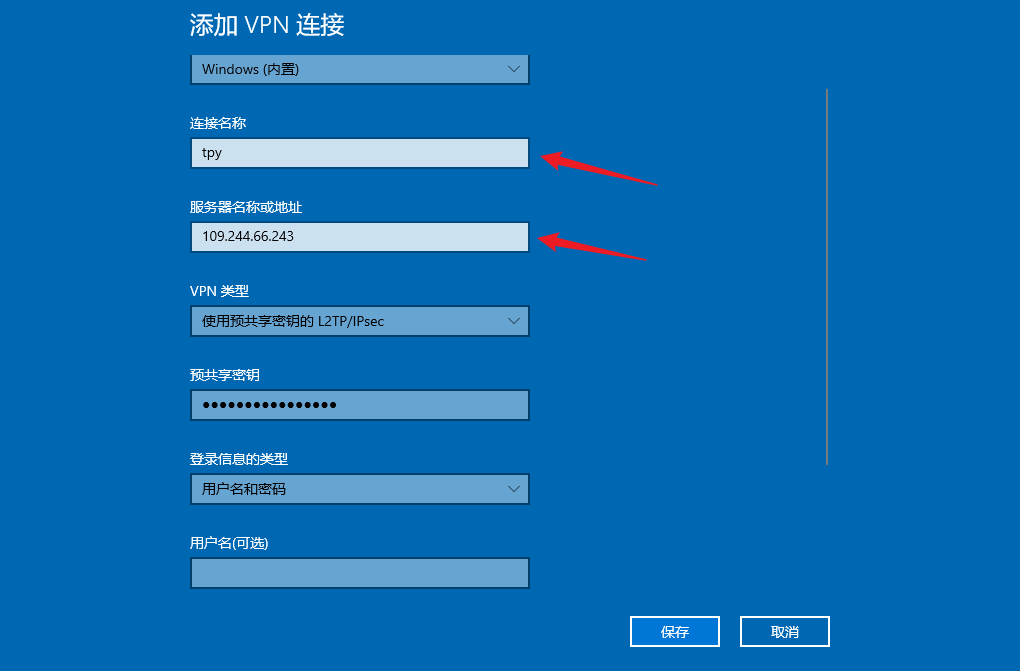 添加 VPN 连接
Windows (内置)
连接名称
tpy
服务器名称或地址
109.244.66.243
VPN 类型
使用预共享密钥的 L2TP/IPsec
预共享密钥
●●●●●●●●●●●●●●●●
登录信息的类型
用户名和密码
用户名(可选)
保存
取消